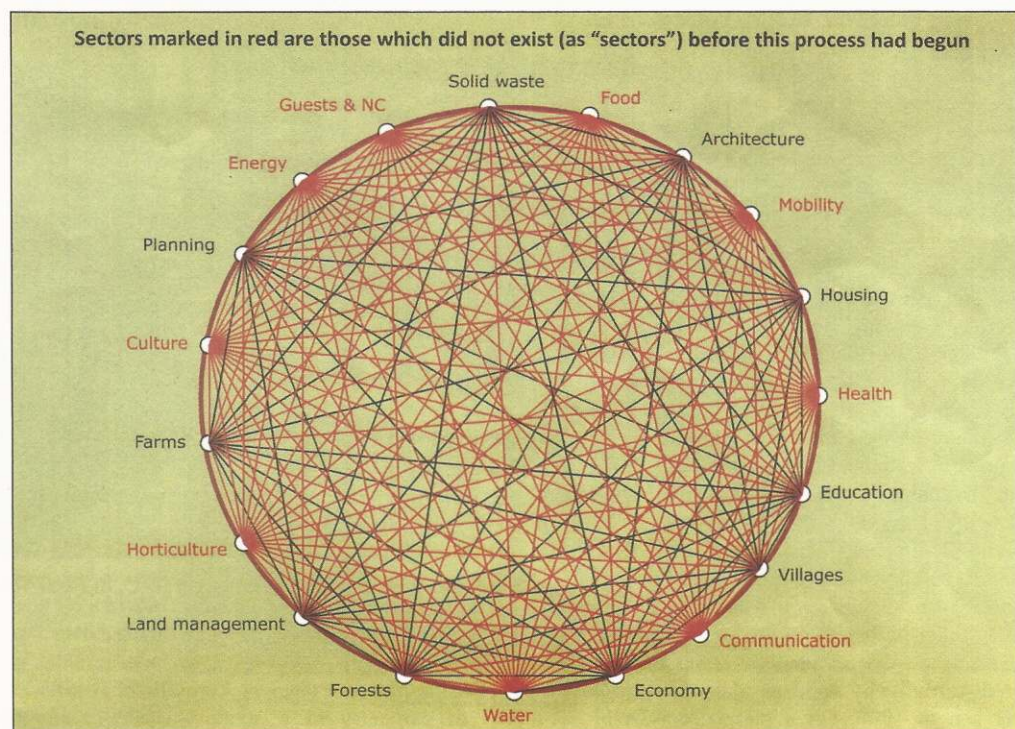 Sectors marked in red are those which did not exist (as “sectors”) before this process had begun
Solid waste
Food
Architecture
Mobility
Housing
Health
Education
Villages
Communication
Economy
Water
Forests
Land management
Horticulture
Farms
Culture
Planning
Energy
Guests & NC